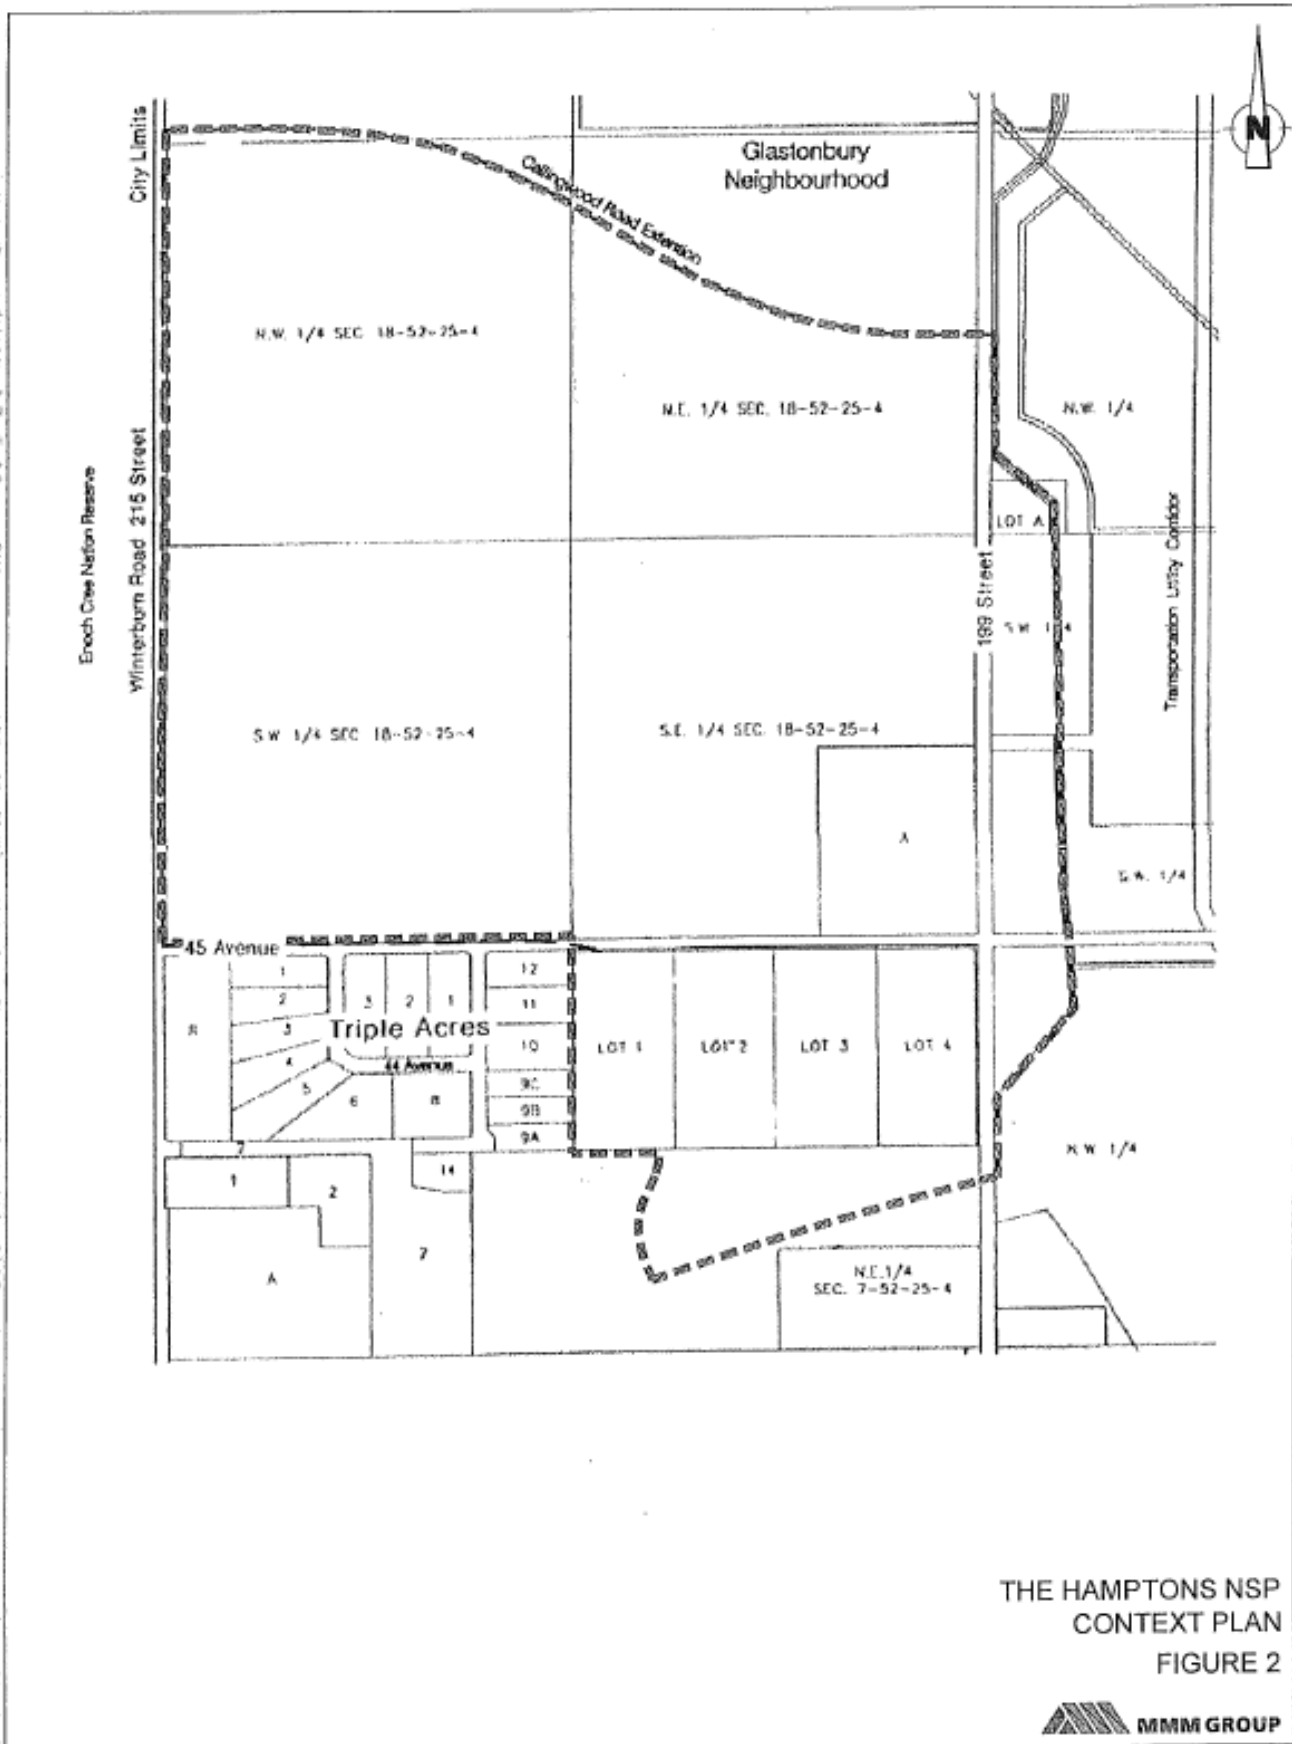 N
City Limits
Glastonbury
Neighbourhood
Callingwood Road Extention
N.W. 1/4 SEC 18-52-25-4
N.E. 1/4 SEC. 18-52-25-4
N.W. 1/4
Enoch Cree Nation Reserve
Winterburn Road 215 Street
LOT A
199 Street
S.W. 1/4
Transportation Utility Corridor
S.W 1/4 SEC 18-52-25-4
S.E. 1/4 SEC. 18-52-25-4
A
S.W. 1/4
45 Avenue
1
2
3
4
5
6
7
R
3
2
1
Triple Acres
44 Avenue
8
12
11
10
9C
9B
9A
LOT 1
LOT 2
LOT 3
LOT 4
N.W 1/4
1
2
14
7
A
N.E. 1/4
SEC. 7-52-25-4
THE HAMPTONS NSP
CONTEXT PLAN
FIGURE 2
MMM GROUP